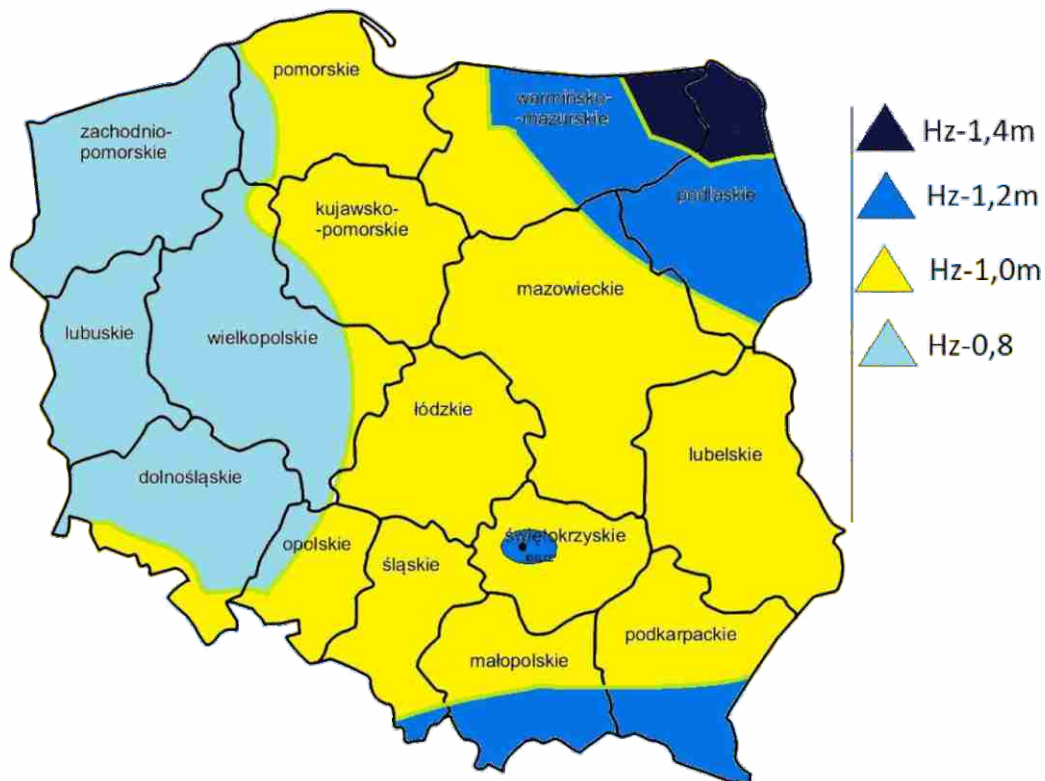 pomorskie
warmińsko-
-mazurskie
zachodnio-
pomorskie
podlaskie
kujawsko-
-pomorskie
mazowieckie
lubuskie
wielkopolskie
łódzkie
lubelskie
dolnośląskie
opolskie
śląskie
świętokrzyskie
podkarpackie
małopolskie
Hz-1,4m
Hz-1,2m
Hz-1,0m
Hz-0,8